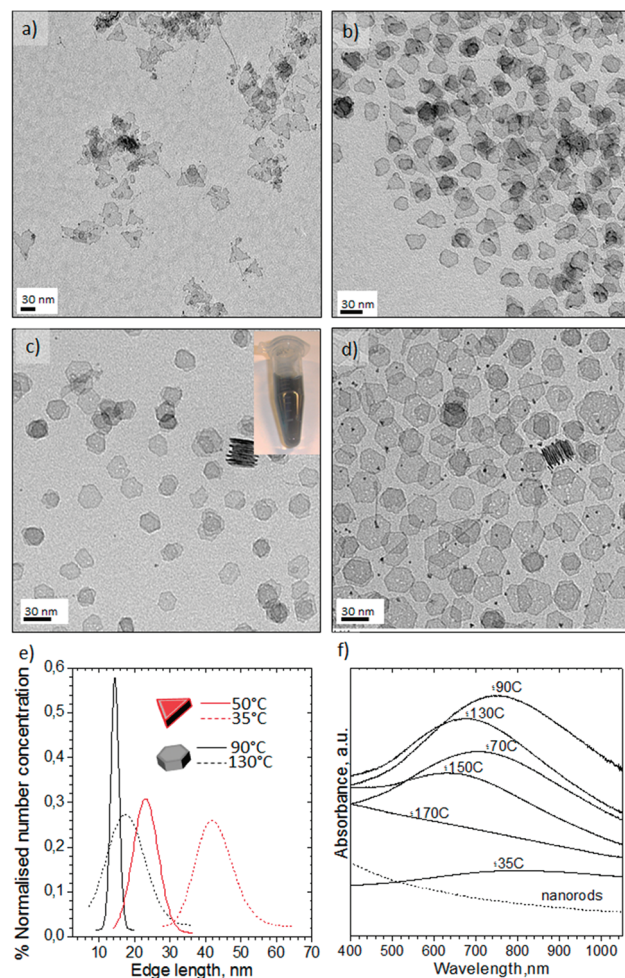 a)
b)
30 nm
30 nm
c)
d)
30 nm
30 nm
e)
f)
0,6
0,5
0,4
0,3
0,2
0,1
0,0
% Normalised number concentration
50°C
35°C
90°C
130°C
0 10 20 30 40 50 60 70
Edge length, nm
Absorbance, a.u.
90C
130C
70C
150C
170C
35C
nanorods
400 500 600 700 800 900 1000
Wavelength,nm